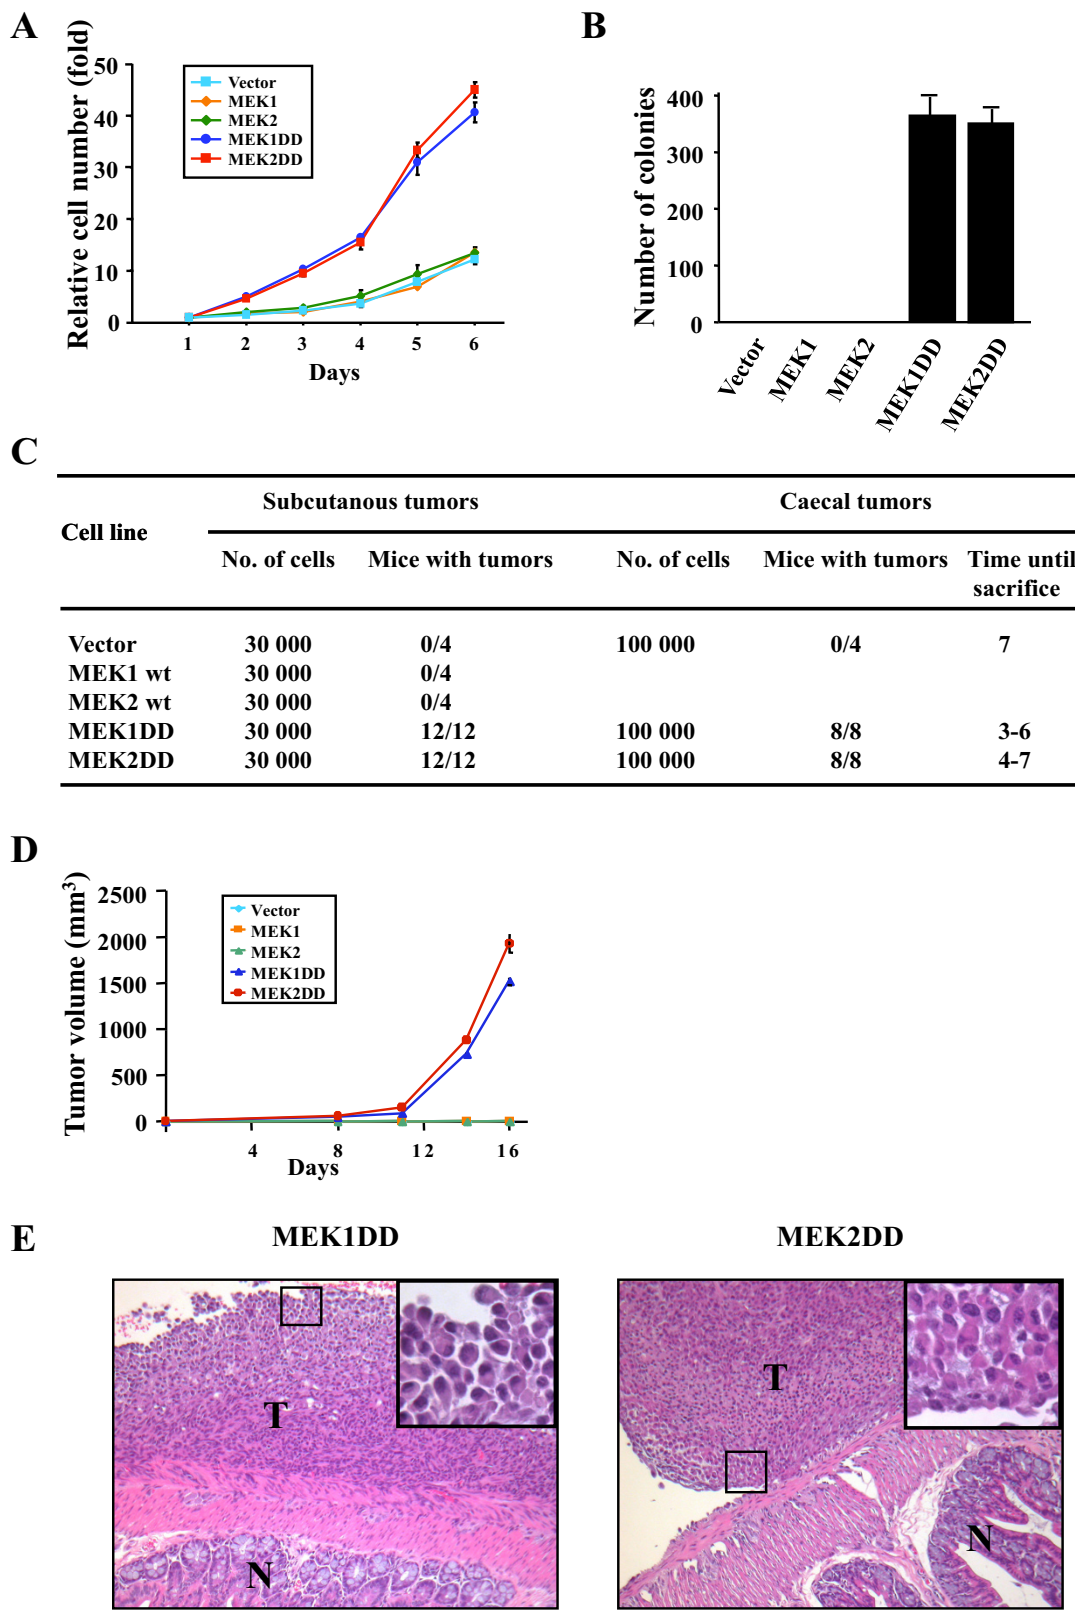 A
Relative cell number (fold)
50
40
30
20
10
0
Vector
MEK1
MEK2
MEK1DD
MEK2DD
1 2 3 4 5 6
Days
B
Number of colonies
400
300
200
100
0
Vector
MEK1
MEK2
MEK1DD
MEK2DD
C
Subcutanous tumors Caecal tumors
Cell line
No. of cells Mice with tumors No. of cells Mice with tumors Time until
sacrifice
Vector 30 000 0/4 100 000 0/4 7
MEK1 wt 30 000 0/4
MEK2 wt 30 000 0/4
MEK1DD 30 000 12/12 100 000 8/8 3-6
MEK2DD 30 000 12/12 100 000 8/8 4-7
D
Tumor volume (mm3)
2500
2000
1500
1000
500
0
Vector
MEK1
MEK2
MEK1DD
MEK2DD
4 8 12 16
Days
E
MEK1DD MEK2DD
T
N
T
N